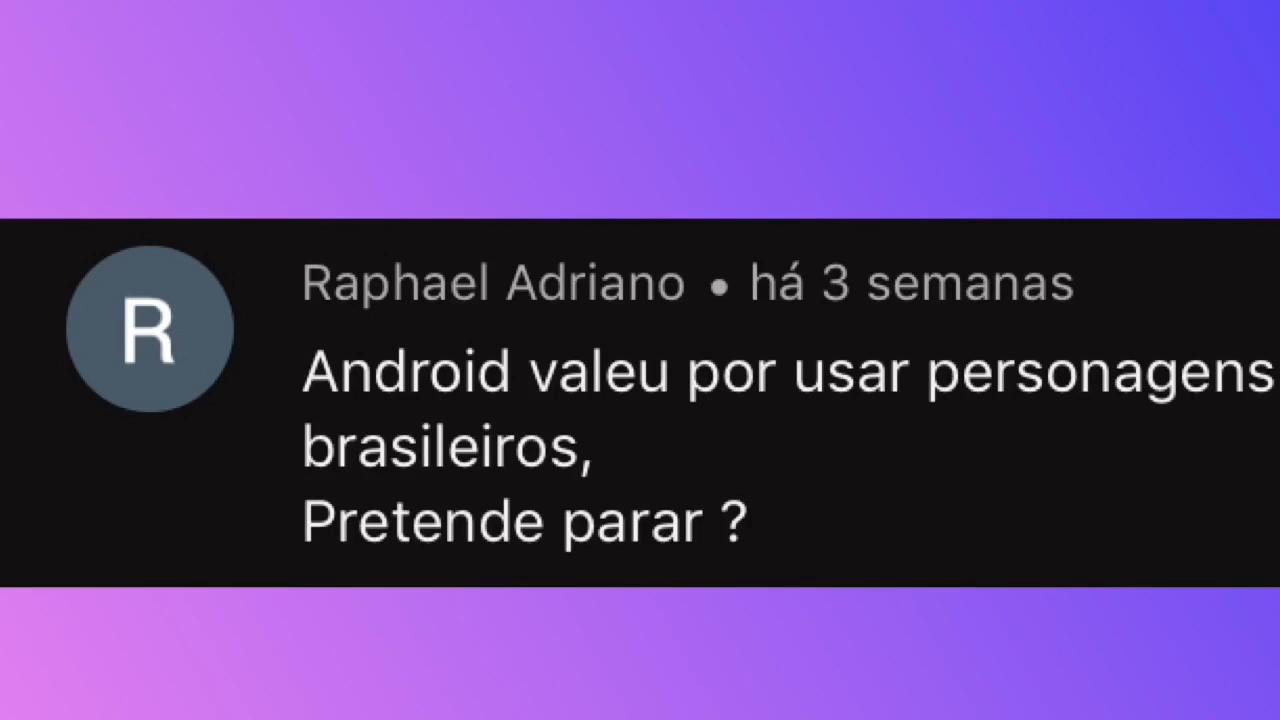 R
Raphael Adriano • há 3 semanas
Android valeu por usar personagens
brasileiros,
Pretende parar ?